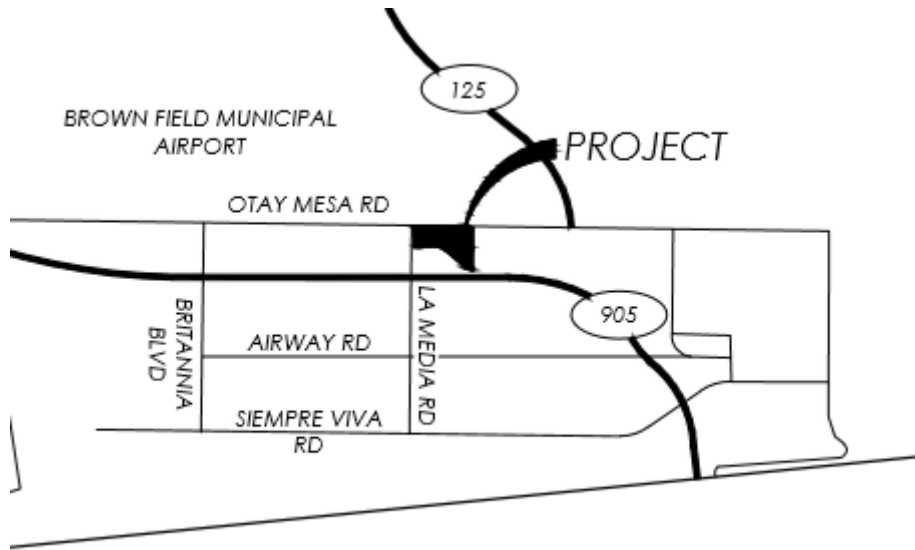 125
BROWN FIELD MUNICIPAL
AIRPORT
PROJECT
OTAY MESA RD
BRITANNIA
BLVD
LA MEDIA RD
905
AIRWAY RD
SIEMPRE VIVA
RD